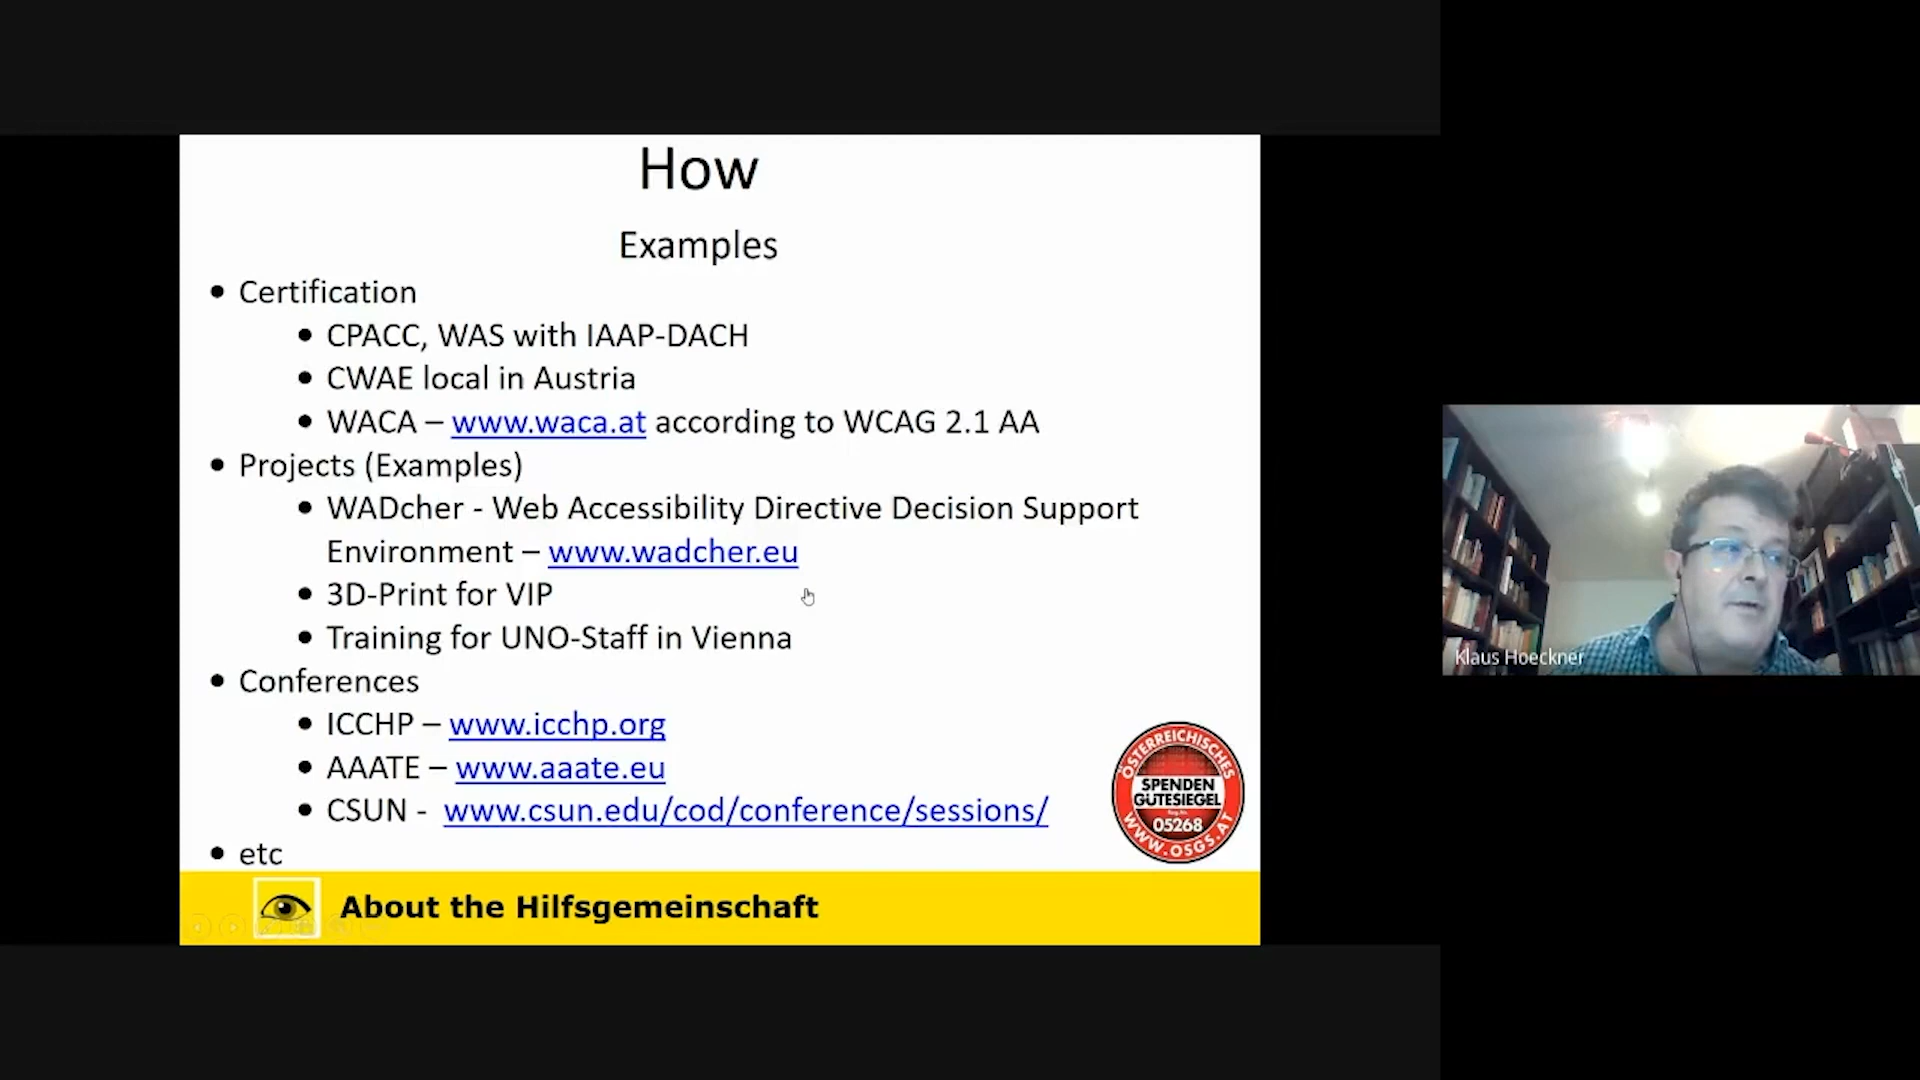 How
Examples
• Certification
• CPACC, WAS with IAAP-DACH
• CWAE local in Austria
• WACA – www.waca.at according to WCAG 2.1 AA
• Projects (Examples)
• WADcher - Web Accessibility Directive Decision Support
Environment – www.wadcher.eu
• 3D-Print for VIP
• Training for UNO-Staff in Vienna
• Conferences
• ICCHP – www.icchp.org
• AAATE – www.aaate.eu
• CSUN - www.csun.edu/cod/conference/sessions/
• etc
ÖSTERREICHISCHES
SPENDEN
GÜTESIEGEL
05268
WWW.OSGS.AT
About the Hilfsgemeinschaft
Klaus Hoeckner